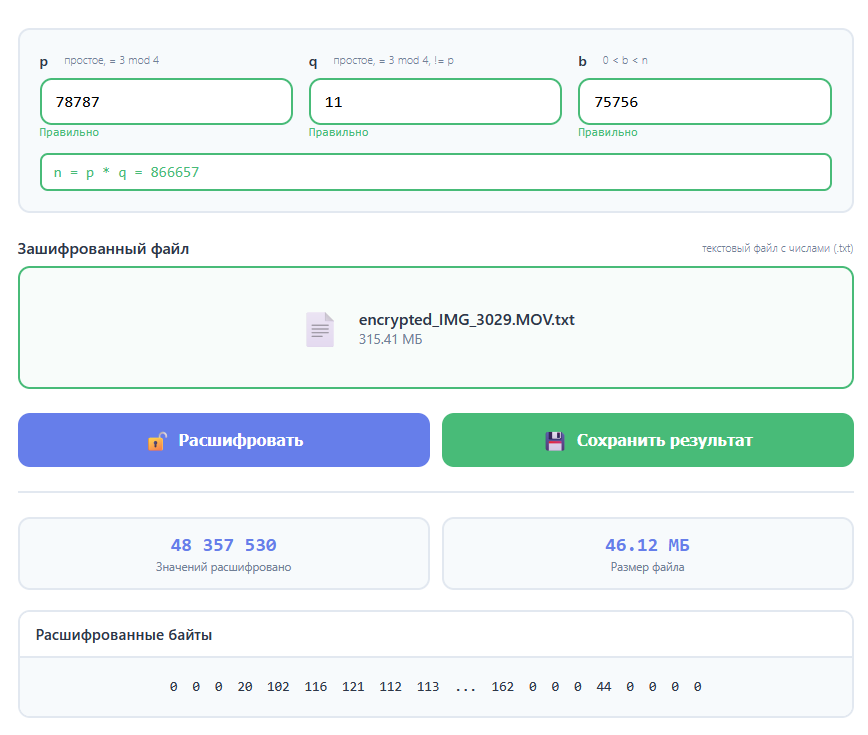 p простое, = 3 mod 4 q простое, = 3 mod 4, != p b 0 < b < n
78787 11 75756
Правильно Правильно Правильно
n = p * q = 866657
Зашифрованный файл текстовый файл с числами (.txt)
encrypted_IMG_3029.MOV.txt
315.41 МБ
Расшифровать Сохранить результат
48 357 530 46.12 МБ
Значений расшифровано Размер файла
Расшифрованные байты
0 0 0 20 102 116 121 112 113 ... 162 0 0 0 44 0 0 0 0